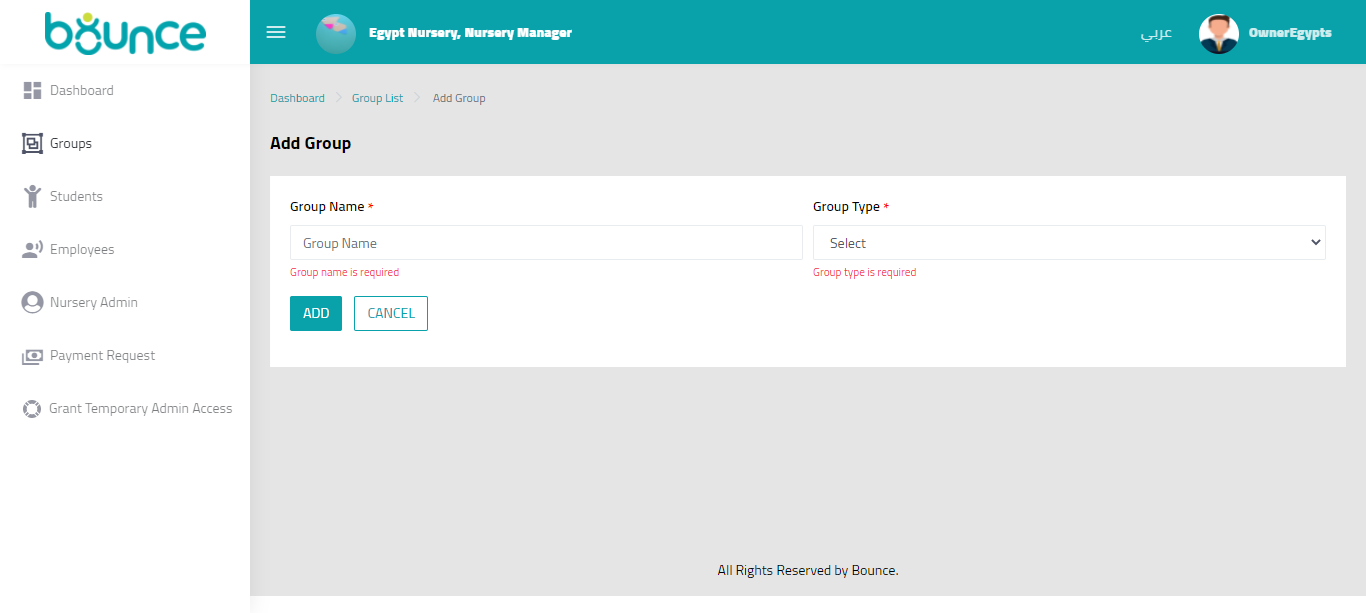 bounce
Egypt Nursery, Nursery Manager
عربي
OwnerEgypts
Dashboard
Groups
Students
Employees
Nursery Admin
Payment Request
Grant Temporary Admin Access
Dashboard > Group List > Add Group
Add Group
Group Name * Group Type *
Group Name Select
Group name is required Group type is required
ADD CANCEL
All Rights Reserved by Bounce.